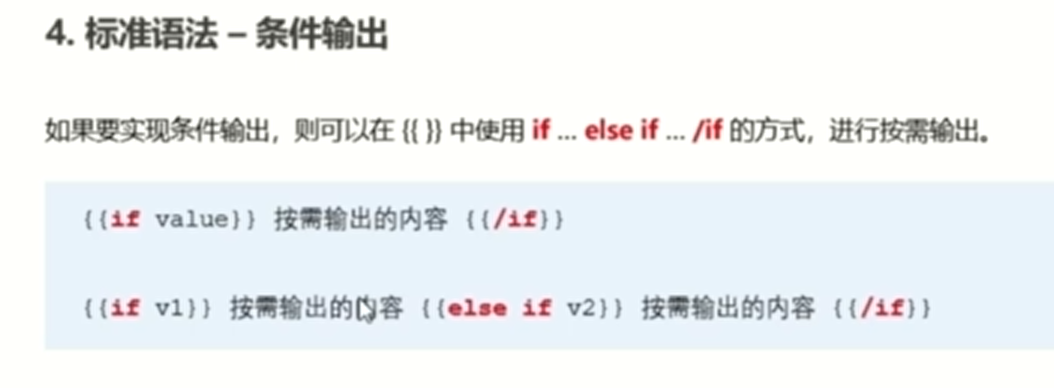 4. 标准语法 – 条件输出
如果要实现条件输出，则可以在 {{ }} 中使用 if ... else if ... /if 的方式，进行按需输出。
{{if value}} 按需输出的内容 {{/if}}
{{if v1}} 按需输出的内容 {{else if v2}} 按需输出的内容 {{/if}}